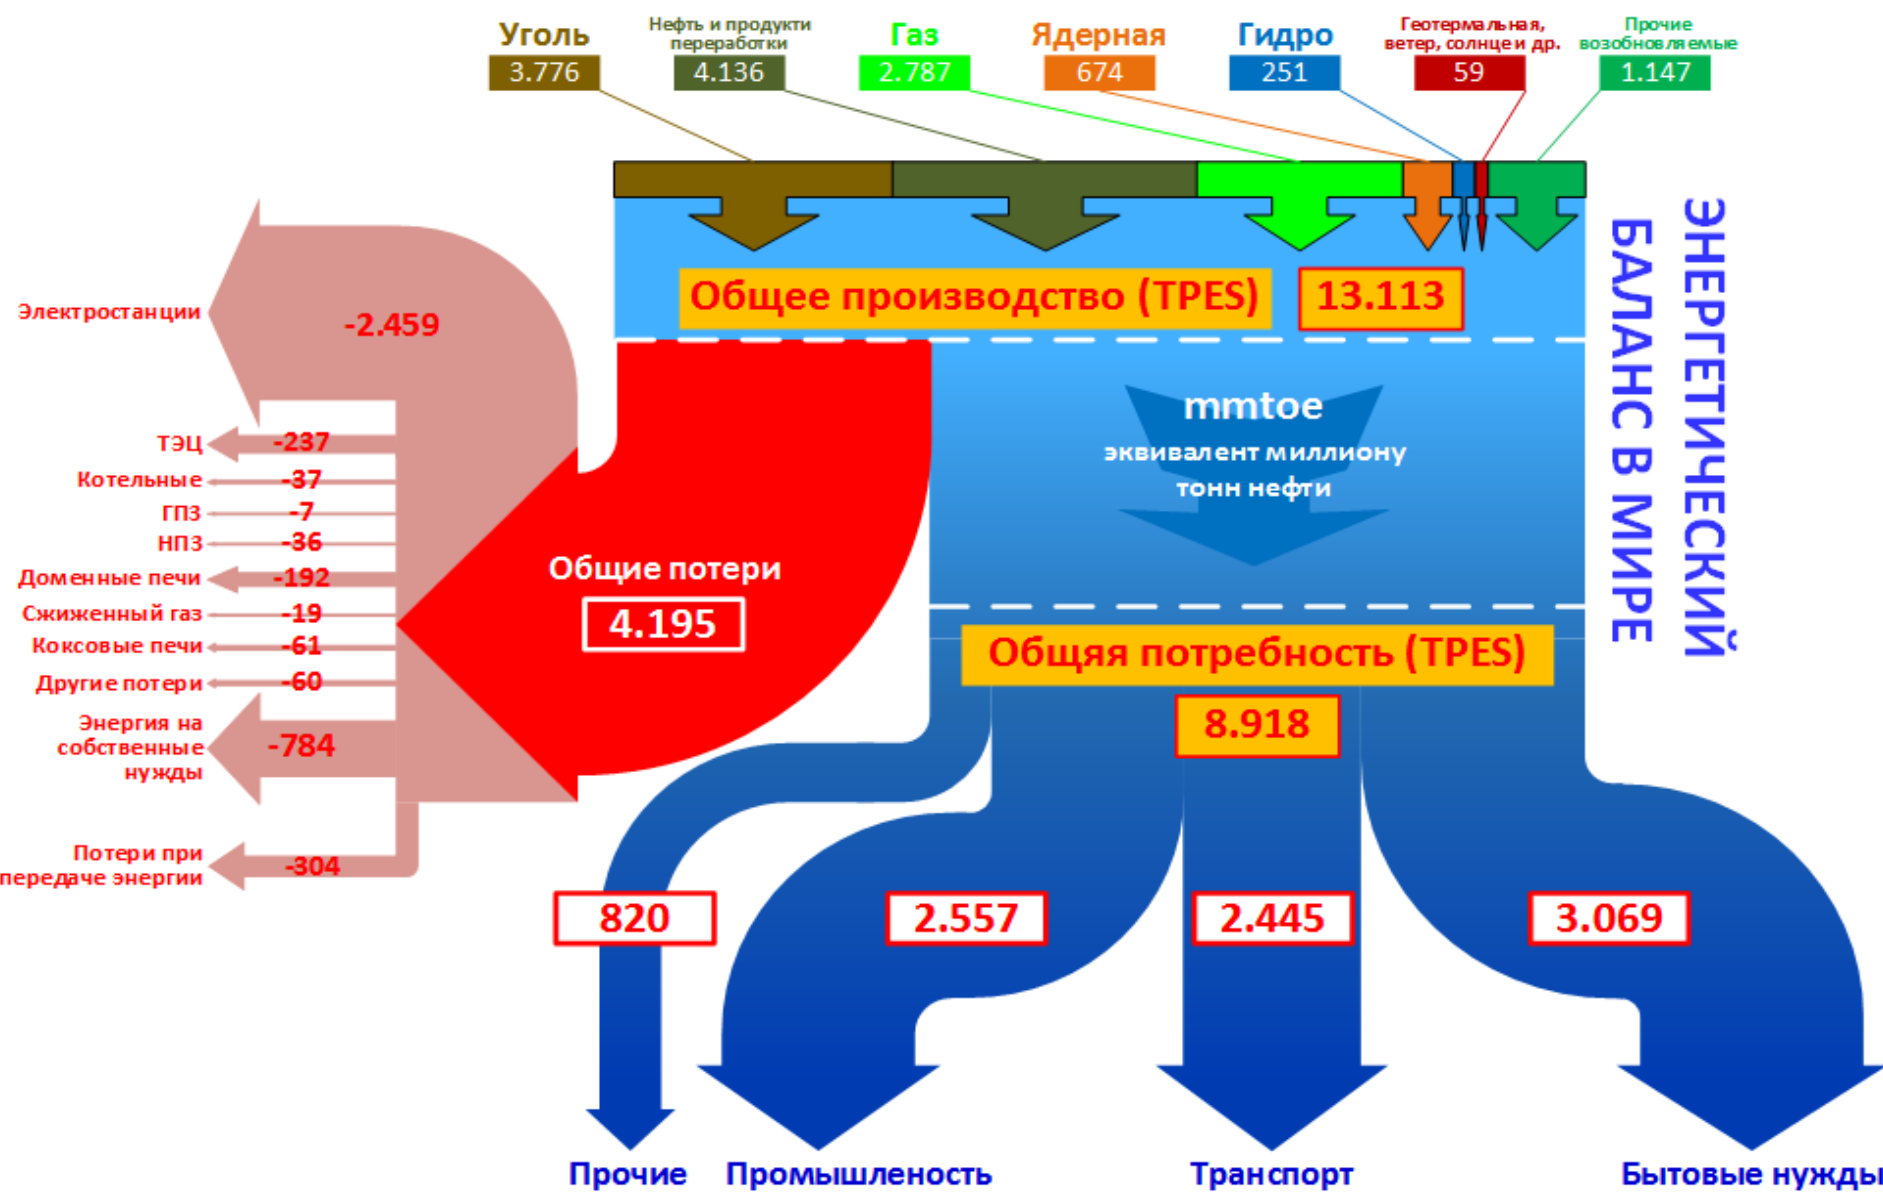 Уголь
3.776
Нефть и продукти
переработки
4.136
Газ
2.787
Ядерная
674
Гидро
251
Геотермальная,
ветер, солнце и др.
59
Прочие
возобновляемые
1.147
Общее производство (TPES)
13.113
ЭНЕРГЕТИЧЕСКИЙ
БАЛАНС В МИРЕ
mmtoe
эквивалент миллиону
тонн нефти
Электростанции
-2.459
ТЭЦ
-237
Котельные
-37
ГПЗ
-7
НПЗ
-36
Доменные печи
-192
Сжиженный газ
-19
Коксовые печи
-61
Другие потери
-60
Энергия на
собственные
нужды
-784
Потери при
передаче энергии
-304
Общие потери
4.195
Общяя потребность (TPES)
8.918
820
2.557
2.445
3.069
Прочие
Промышленость
Транспорт
Бытовые нужды